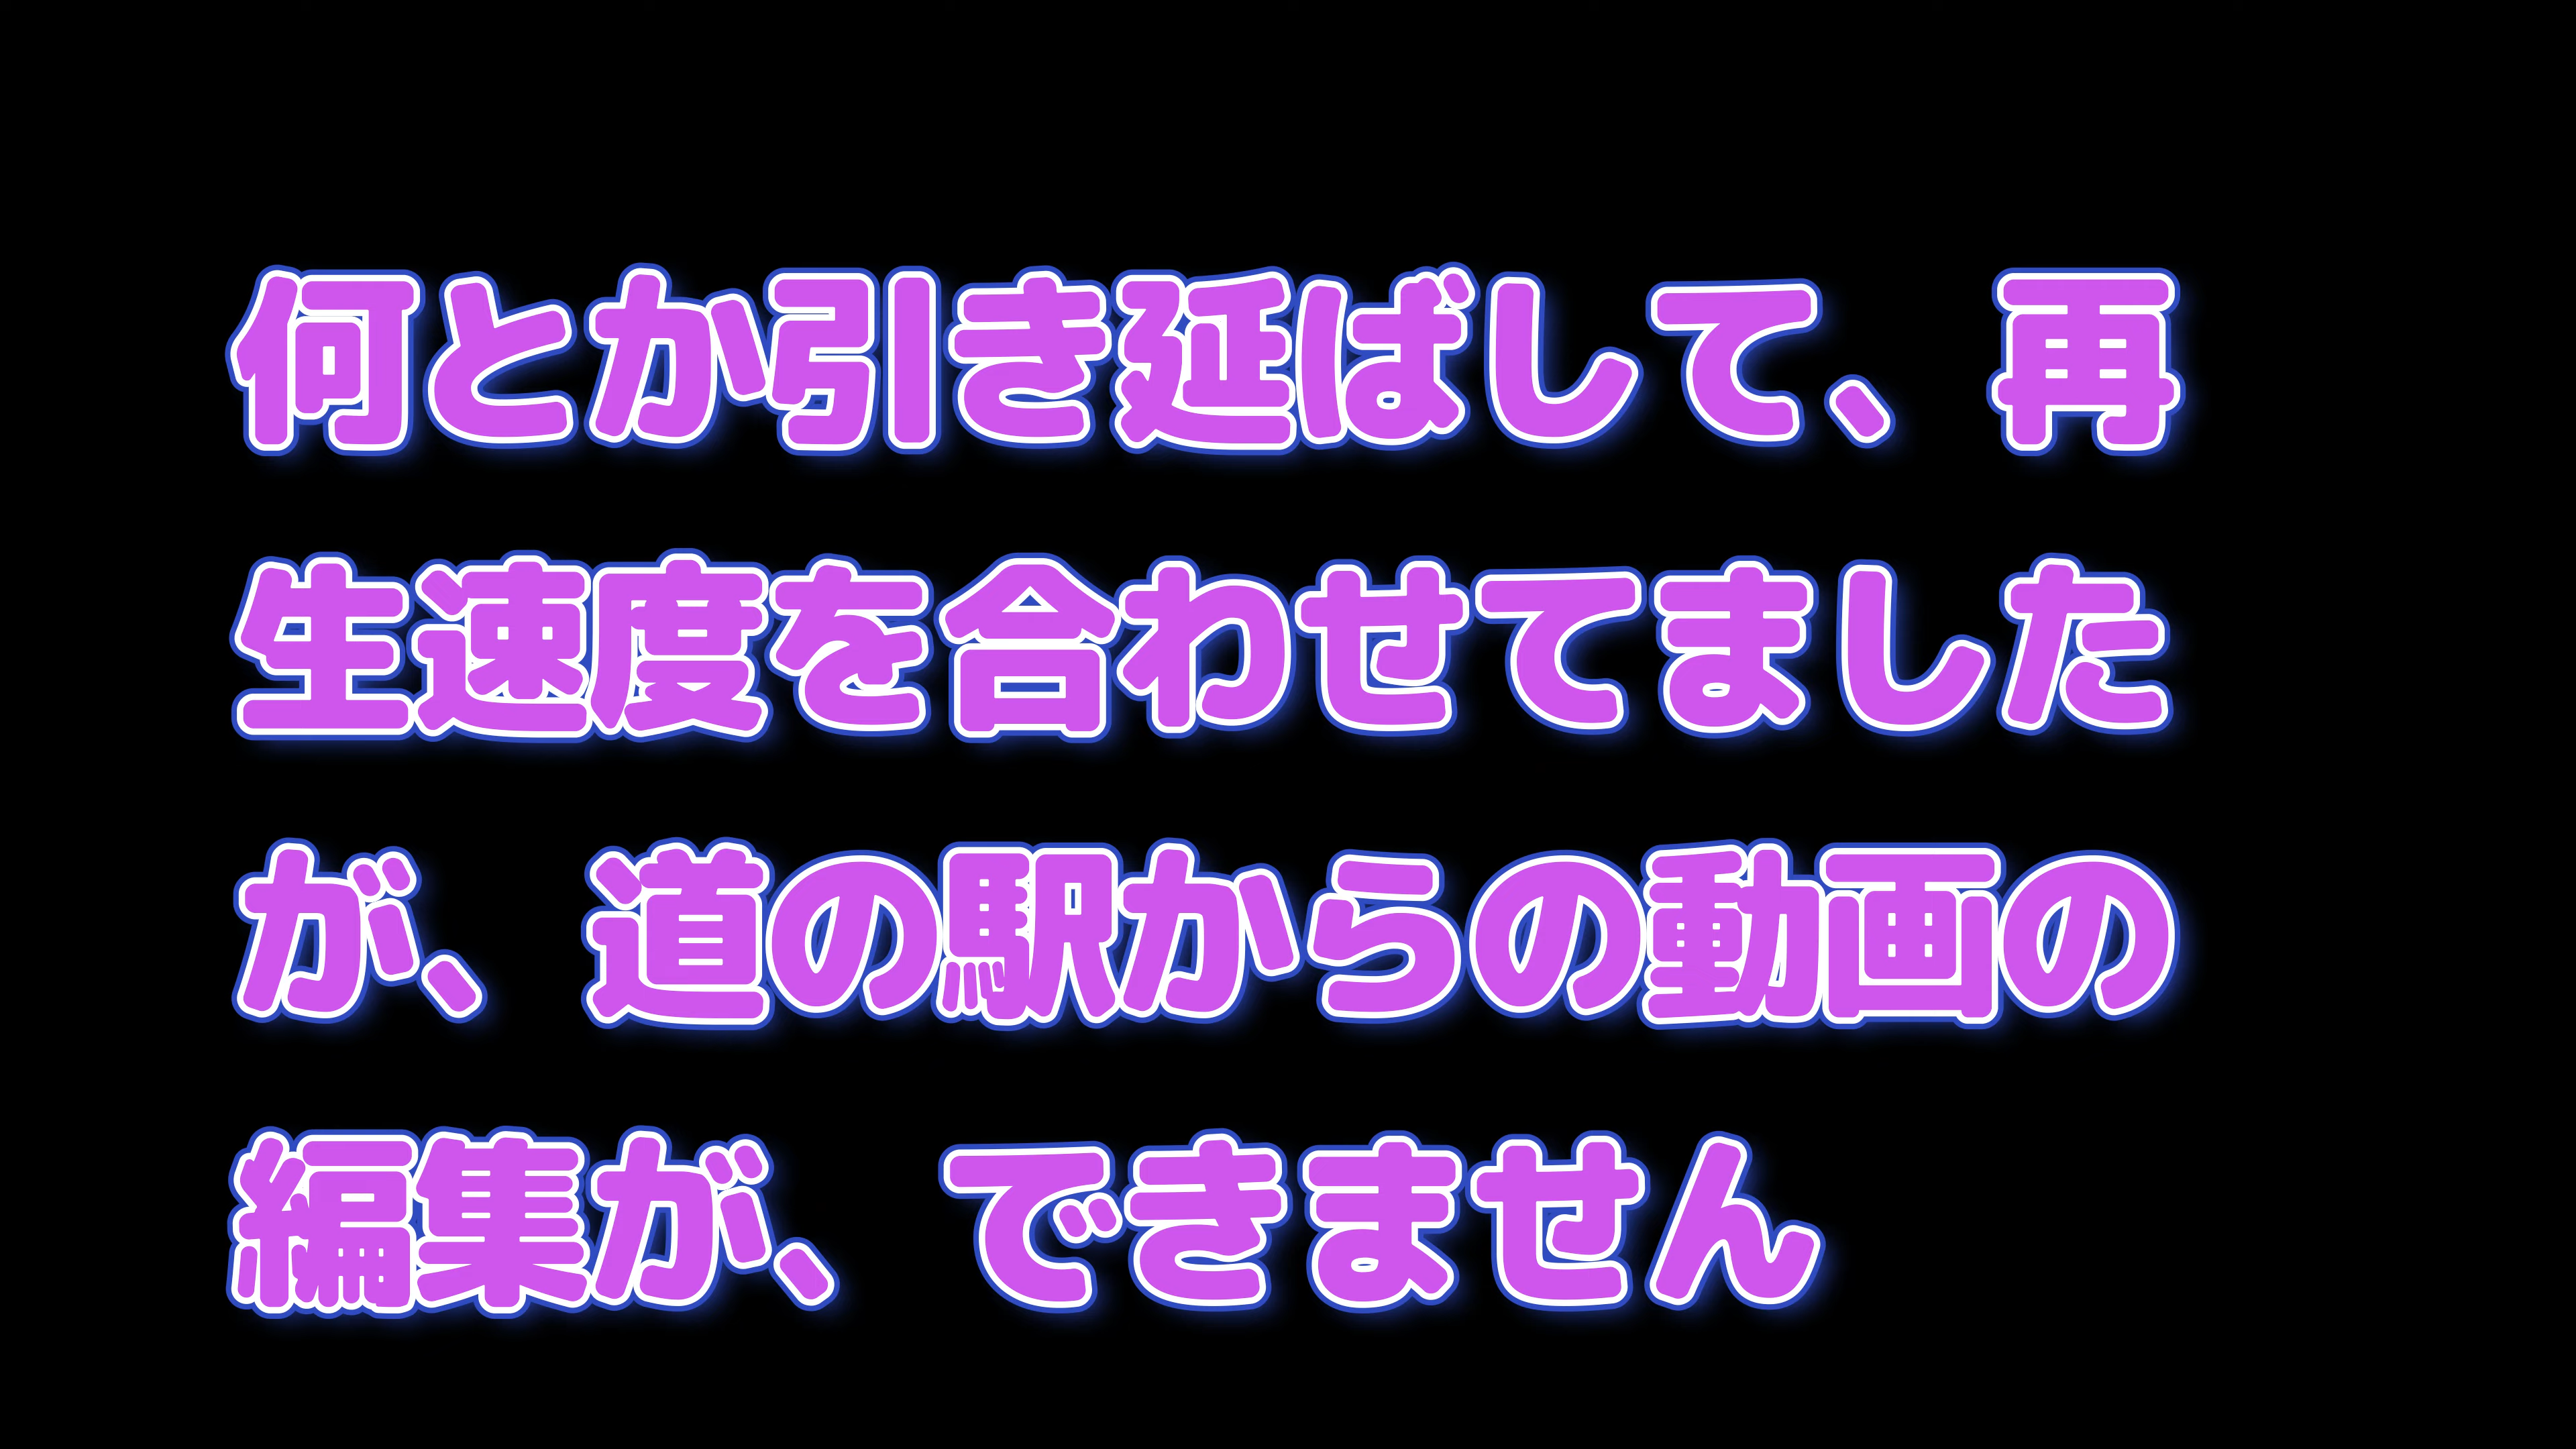 何とか引き延ばして、再
生速度を合わせてました
が、道の駅からの動画の
編集が、できません